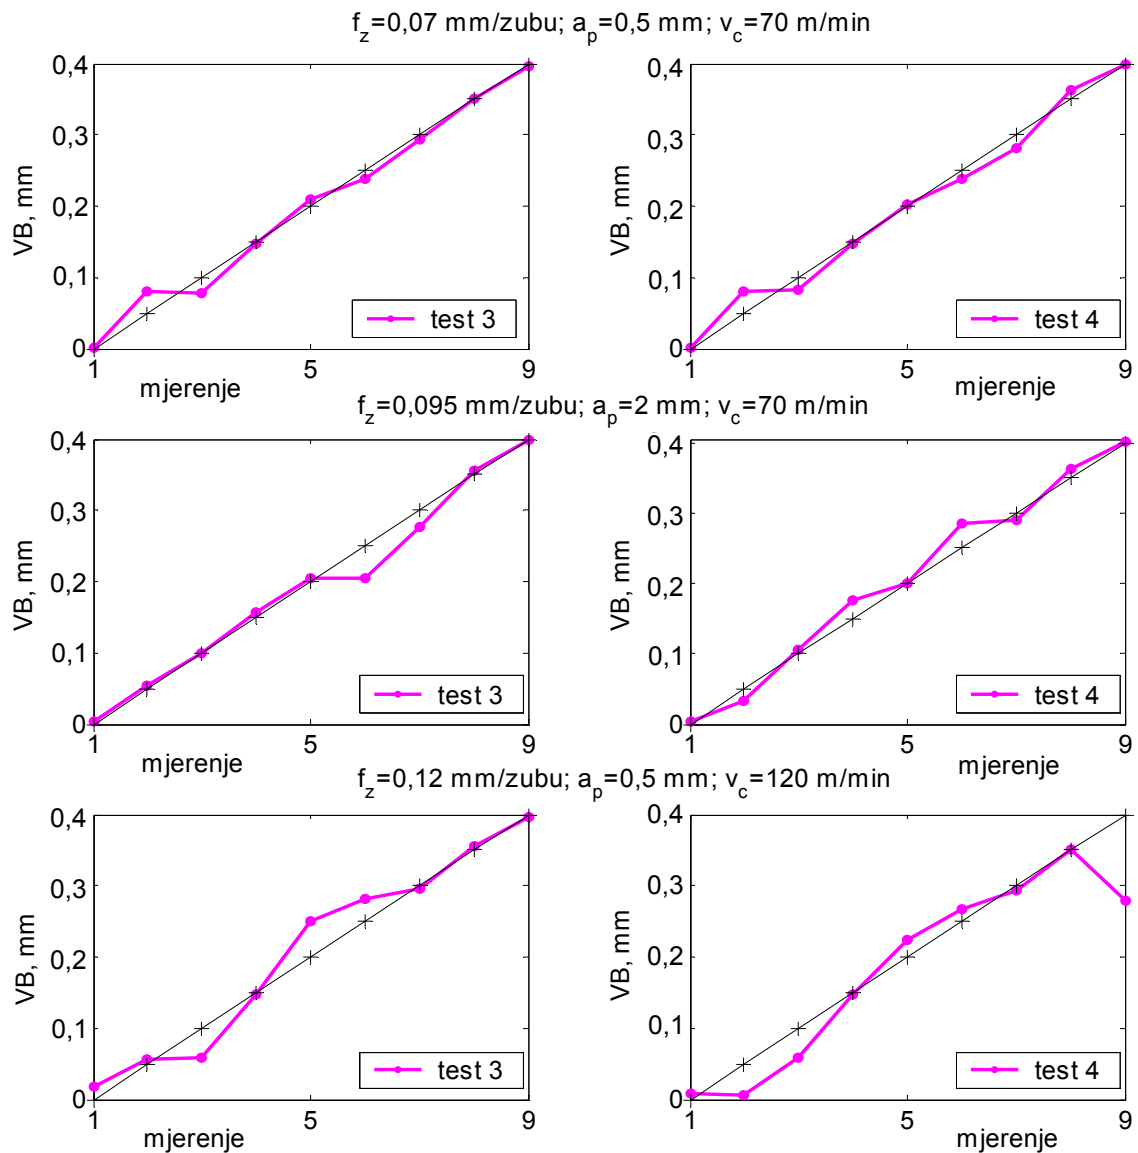 f_z=0,07 mm/zubu; a_p=0,5 mm; v_c=70 m/min
0,4
0,3
0,2
0,1
0
VB, mm
1
5
9
mjerenje
test 3
0,4
0,3
0,2
0,1
0
VB, mm
1
5
9
mjerenje
test 4
f_z=0,095 mm/zubu; a_p=2 mm; v_c=70 m/min
0,4
0,3
0,2
0,1
0
VB, mm
1
5
9
mjerenje
test 3
0,4
0,3
0,2
0,1
0
VB, mm
1
5
9
mjerenje
test 4
f_z=0,12 mm/zubu; a_p=0,5 mm; v_c=120 m/min
0,4
0,3
0,2
0,1
0
VB, mm
1
5
9
mjerenje
test 3
0,4
0,3
0,2
0,1
0
VB, mm
1
5
9
mjerenje
test 4